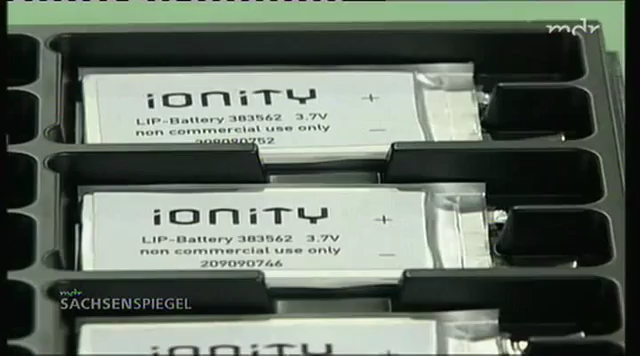 mdr
iONiTY
+
LIP-Battery 383562 3.7V
non commercial use only
–
209090752
iONiTY
+
LIP-Battery 383562 3.7V
non commercial use only
–
209090746
mdr
SACHSENSPIEGEL
iONiTY